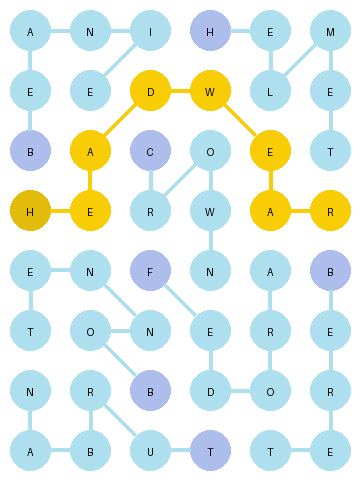 A N I H E M
E E D W L E
B A C O E T
H E R W A R
E N F N A B
T O N E R E
N R B D O R
A B U T T E